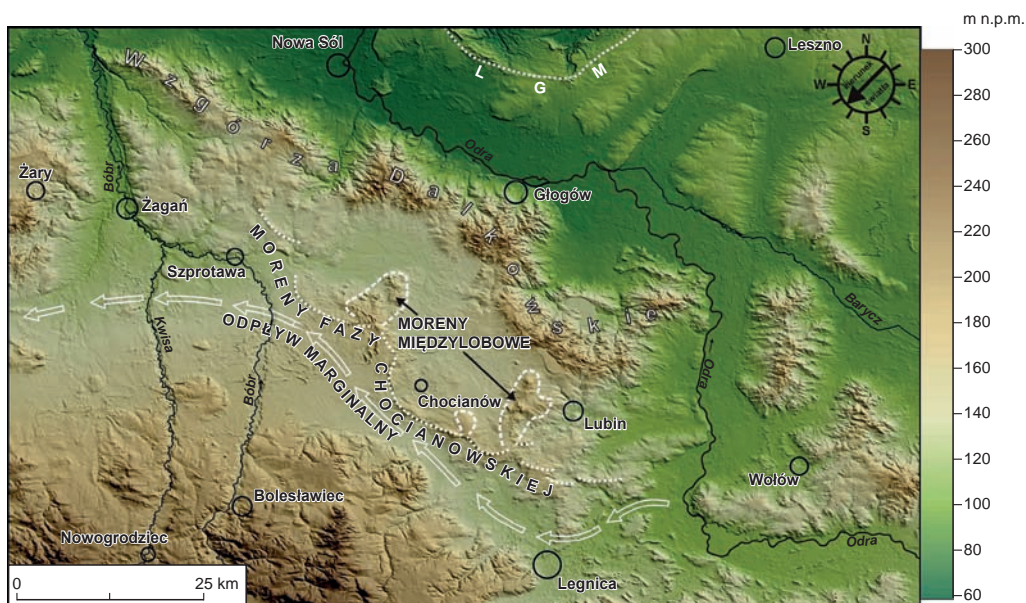 m n.p.m.
300
280
260
240
220
200
180
160
140
120
100
80
60
N
W
E
S
kierunek
świata
Nowa Sól
Leszno
L G M
Wzgórza Dalkowskie
Odra
Żary
Bóbr
Żagań
Głogów
Szprotawa
MORENY FAZY CHOCIANOWSKIEJ
ODPŁYW MARGINALNY
MORENY
MIĘDZYLOBOWE
Barycz
Kwisa
Bóbr
Odra
Chocianów
Lubin
Wołów
Bolesławiec
Nowogrodziec
Odra
Legnica
0
25 km